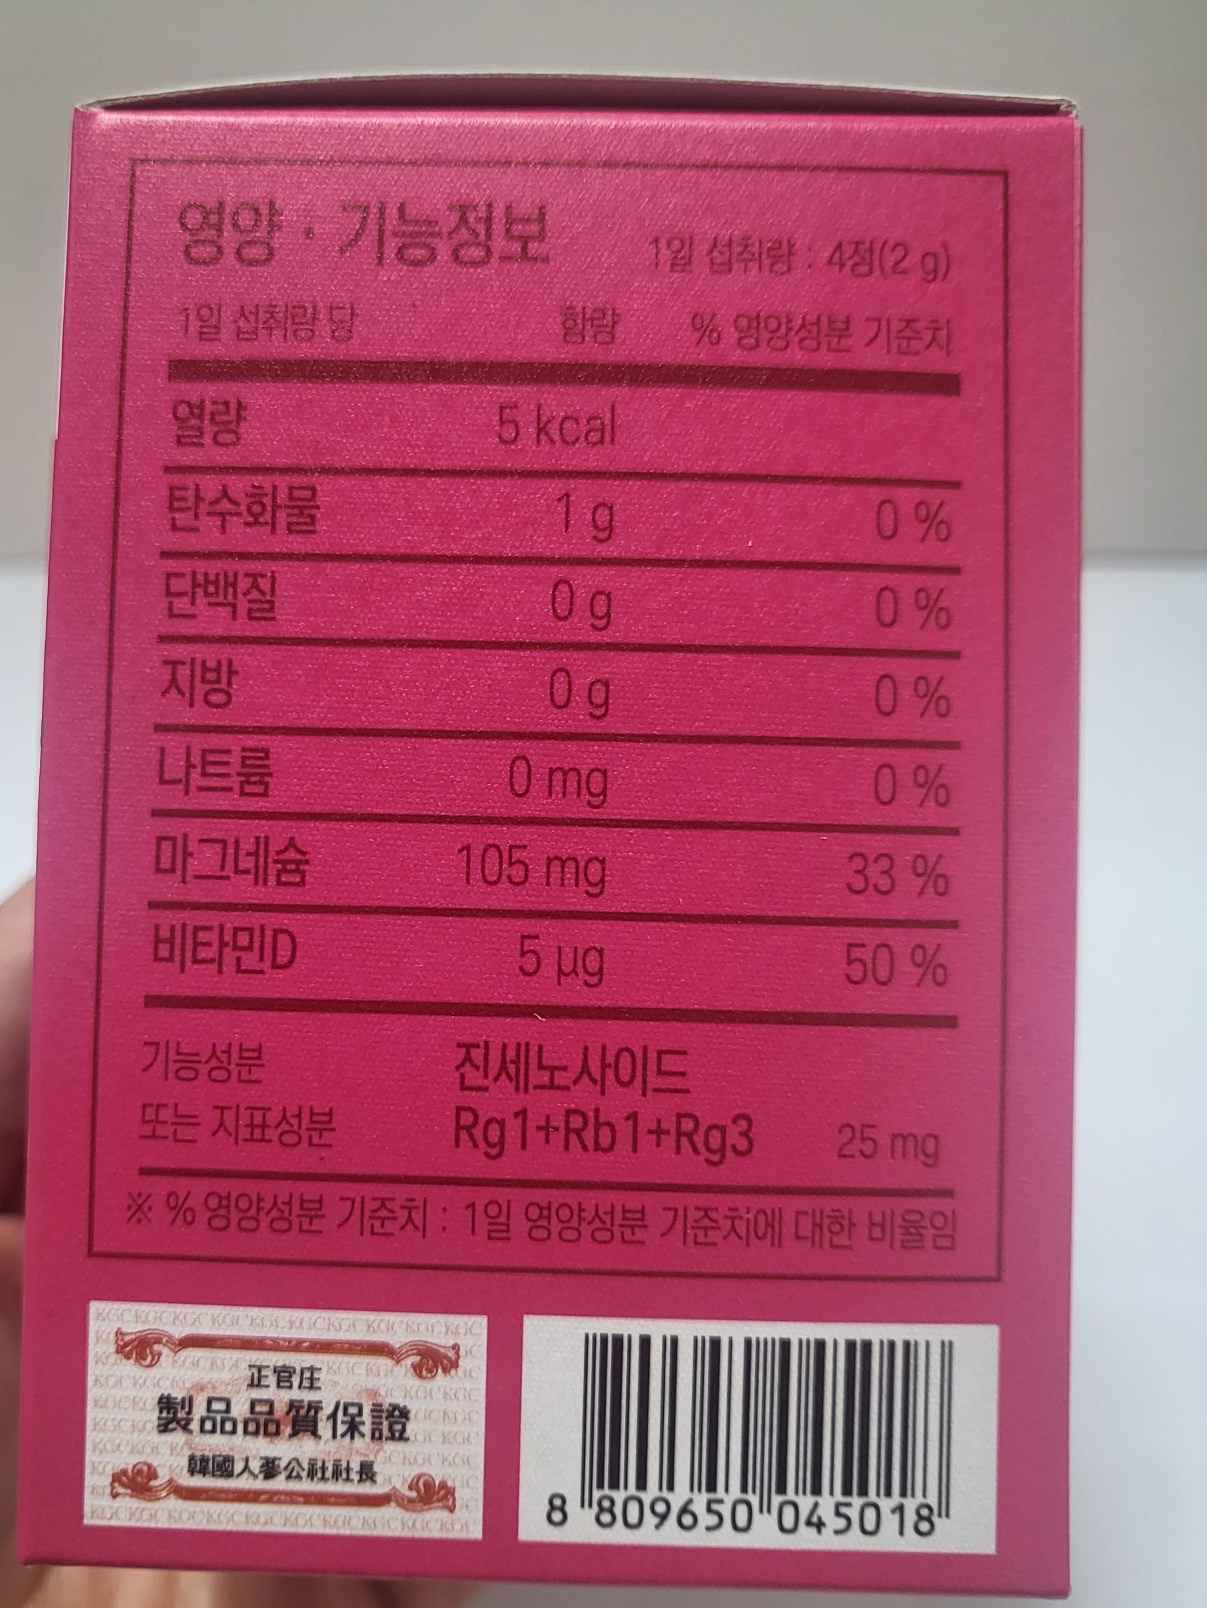 영양·기능정보 1일 섭취량 : 4정(2 g)
1일 섭취량 당 함량 % 영양성분 기준치
열량 5 kcal
탄수화물 1 g 0 %
단백질 0 g 0 %
지방 0 g 0 %
나트륨 0 mg 0 %
마그네슘 105 mg 33 %
비타민D 5 μg 50 %
기능성분 진세노사이드
또는 지표성분 Rg1+Rb1+Rg3 25 mg
※ % 영양성분 기준치 : 1일 영양성분 기준치에 대한 비율임
正官庄
製品品質保證
韓國人蔘公社社長
8 809650 045018